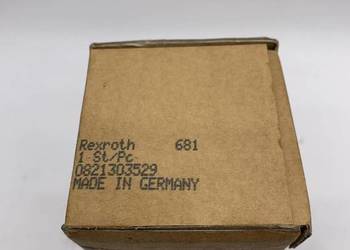 Rexroth 681
1 St/Pc
0821303529
MADE IN GERMANY